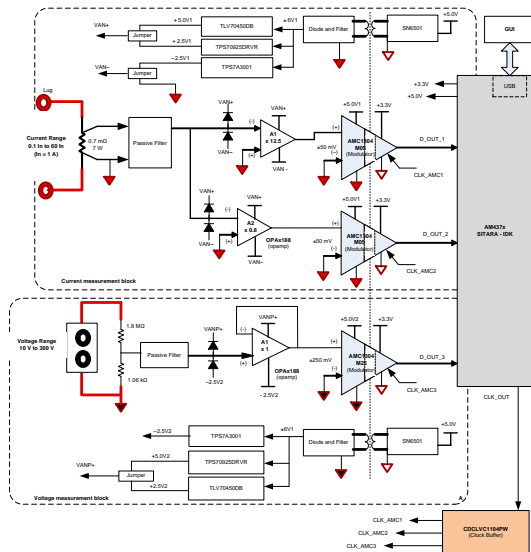 + 5.0V1
TLV70450DB
±6V1
Diode and Filter
SN6501
+5.0V
GUI
VAN+
Jumper
+ 2.5V1
TPS70925DRVR
–2.5V1
TPS7A3001
VAN–
Jumper
USB
+3.3V
+5.0V
Lug
Current Range
0.1 In to 60 In
(In = 1 A)
0.7 mΩ
7 W
Passive Filter
VAN+
VAN–
VAN+
(-)
(+)
A1
x 12.5
VAN -
+5.0V1
+3.3V
(+)
(–)
±50 mV
AMC1304
M05
(Modulator)
D_OUT_1
CLK_AMC1
VAN+
VAN–
VAN+
(-)
(+)
A2
x 0.8
VAN–
OPAx188
(opamp)
+5.0V1
+3.3V
(+)
(-)
±50 mV
AMC1304
M05
(Modulator)
D_OUT_2
CLK_AMC2
AM437x
SITARA - IDK
Current measurement block
Voltage Range
10 V to 300 V
1.8 MΩ
1.06 kΩ
Passive Filter
VANP+
–2.5V2
VANP+
(-)
(+)
A1
x 1
- 2.5V2
OPAx188
(opamp)
+5.0V2
+3.3V
(+)
(-)
±250 mV
AMC1304
M25
(Modulator)
D_OUT_3
CLK_AMC3
CLK_OUT
–2.5V2
TPS7A3001
±6V1
Diode and Filter
SN6501
+5.0V
+5.0V2
TPS70925DRVR
VANP+
Jumper
+2.5V2
TLV70450DB
Voltage measurement block
A
CLK_AMC1
CLK_AMC2
CLK_AMC3
CDCLVC1104PW
(Clock Buffer)